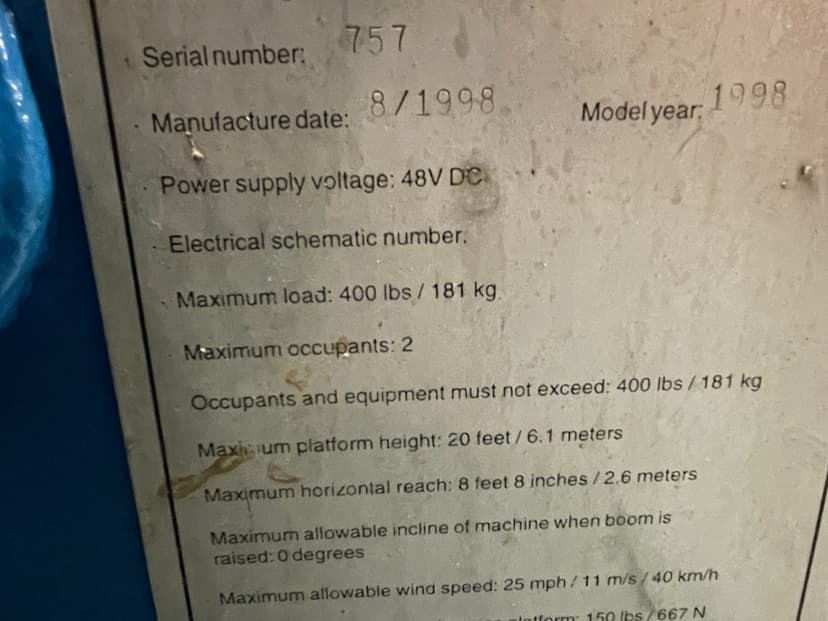 Serial number: 757
Manufacture date: 8/1998 Model year: 1998
Power supply voltage: 48V DC
Electrical schematic number.
Maximum load: 400 lbs / 181 kg
Maximum occupants: 2
Occupants and equipment must not exceed: 400 lbs / 181 kg
Maximum platform height: 20 feet / 6.1 meters
Maximum horizontal reach: 8 feet 8 inches / 2.6 meters
Maximum allowable incline of machine when boom is
raised: 0 degrees
Maximum allowable wind speed: 25 mph / 11 m/s / 40 km/h
platform: 150 lbs / 667 N